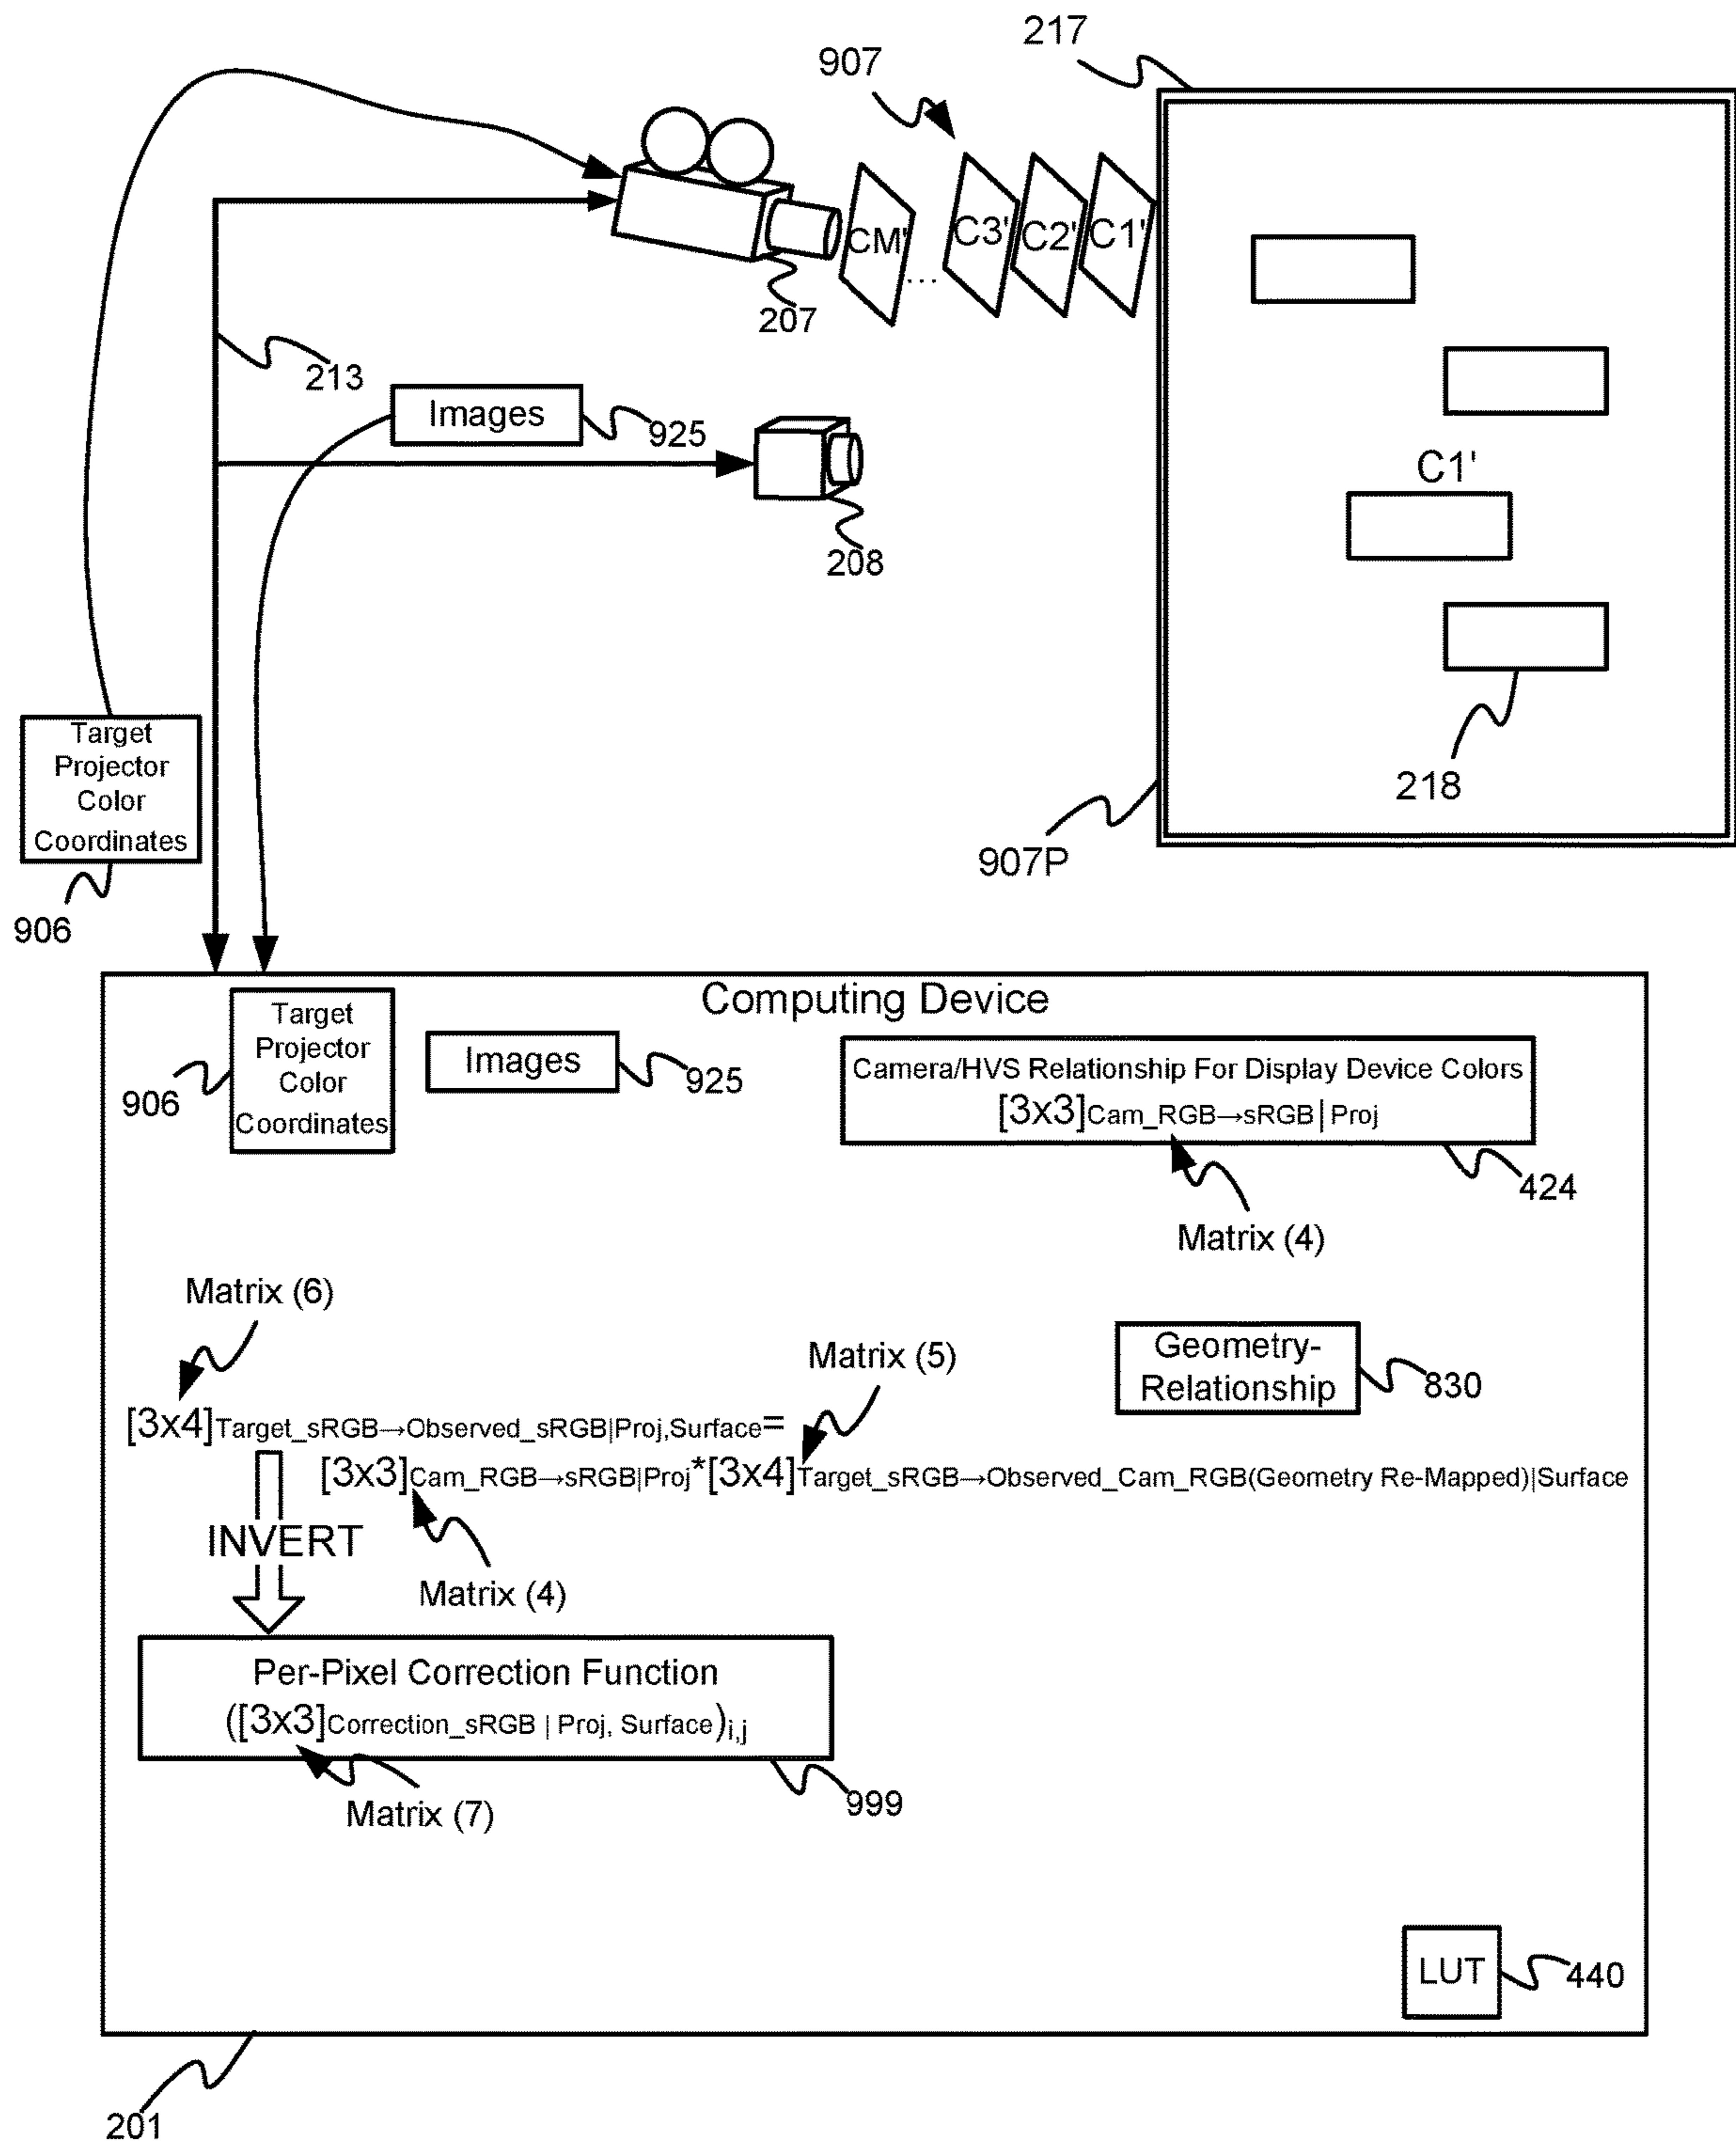 217
907
CM'
...
C3'
C2'
C1'
207
213
Images
925
C1'
208
Target
Projector
Color
Coordinates
218
907P
906
Computing Device
Target
Projector
Color
Coordinates
906
Images
925
Camera/HVS Relationship For Display Device Colors
[3x3]Cam_RGB→sRGB|Proj
424
Matrix (4)
Matrix (6)
Matrix (5)
Geometry-
Relationship
830
[3x4]Target_sRGB→Observed_sRGB|Proj,Surface=
[3x3]Cam_RGB→sRGB|Proj*[3x4]Target_sRGB→Observed_Cam_RGB(Geometry Re-Mapped)|Surface
INVERT
Matrix (4)
Per-Pixel Correction Function
([3x3]Correction_sRGB | Proj, Surface)i,j
999
Matrix (7)
LUT
440
201